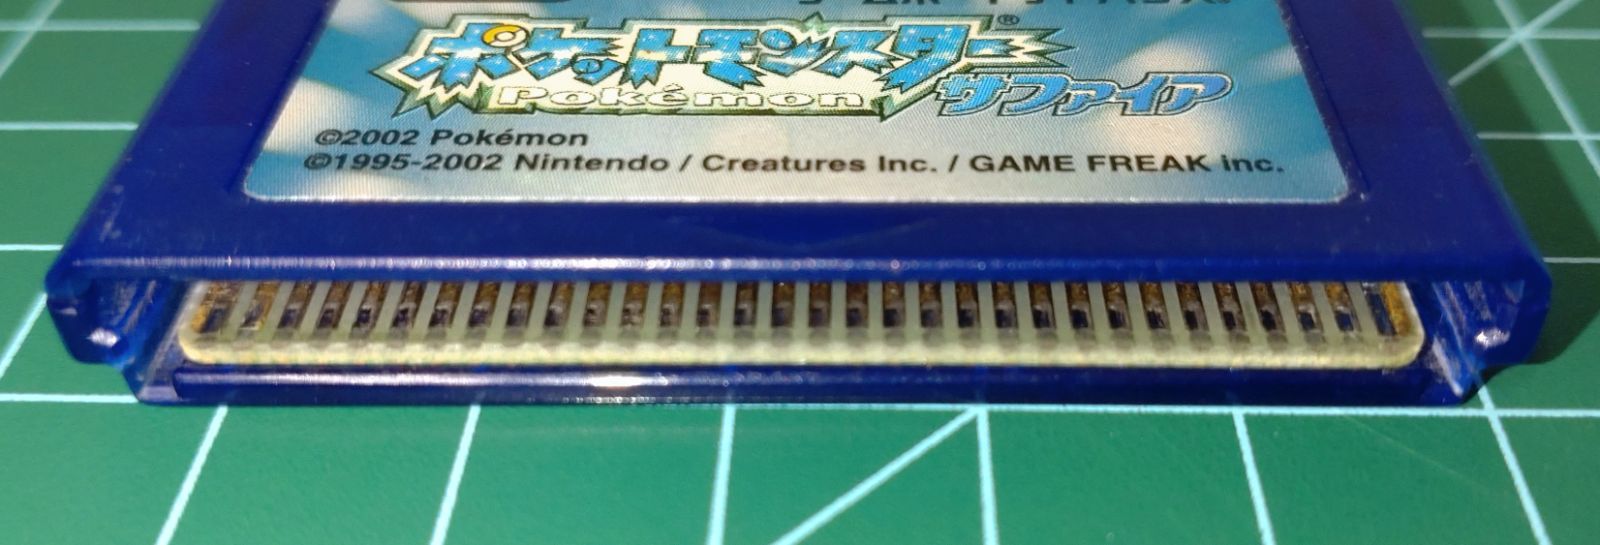 ポケットモンスター®
Pokémon サファイア
©2002 Pokémon
©1995-2002 Nintendo / Creatures Inc. / GAME FREAK inc.